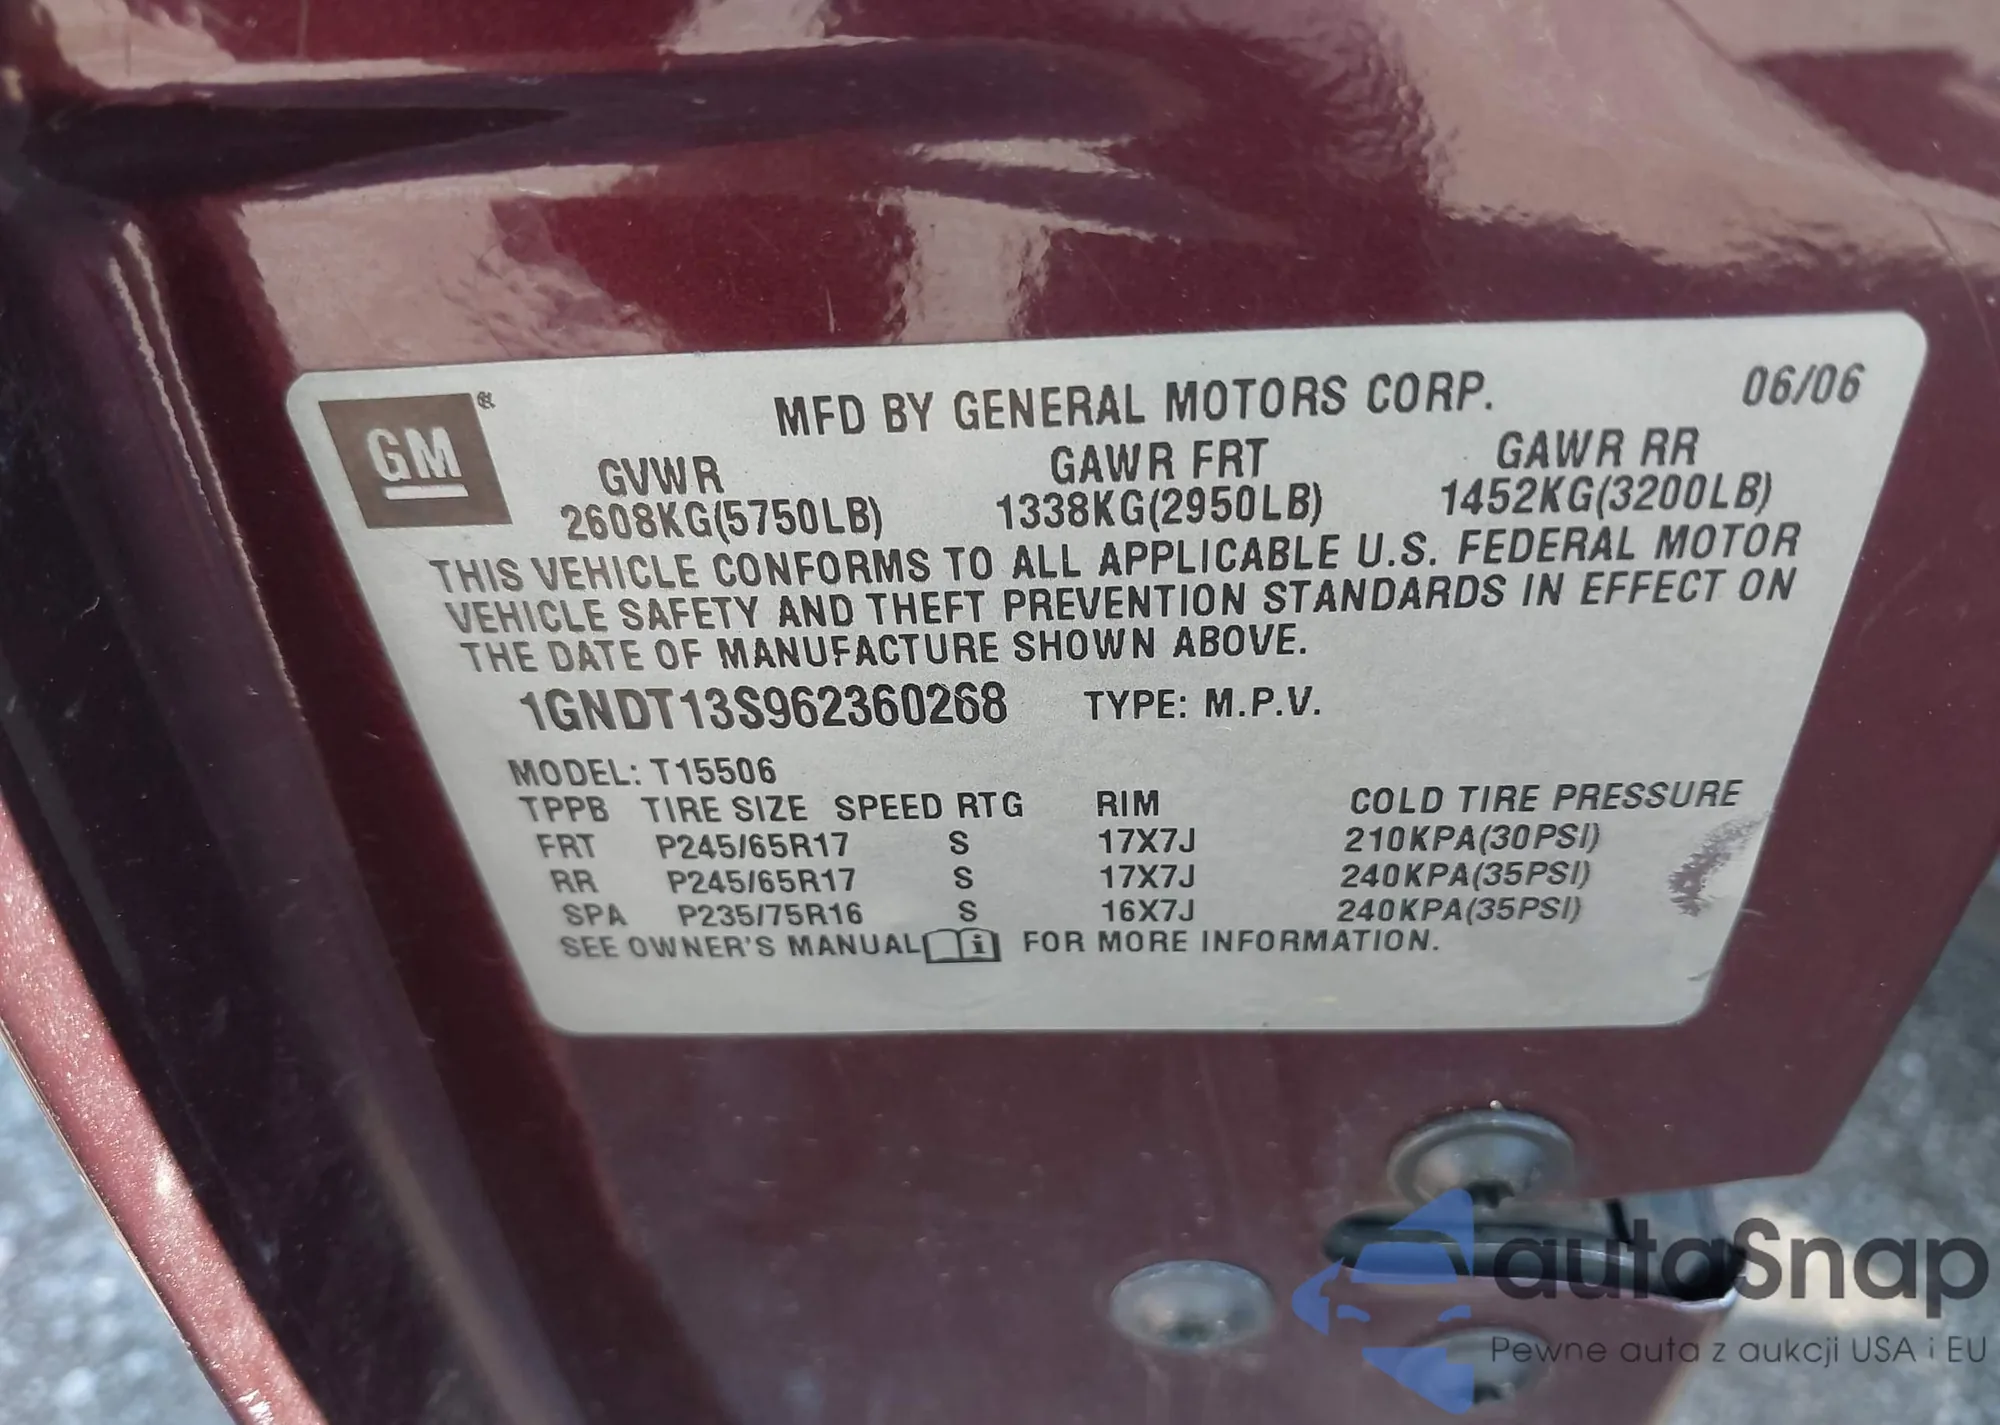 GM®
MFD BY GENERAL MOTORS CORP. 06/06
GVWR GAWR FRT GAWR RR
2608KG(5750LB) 1338KG(2950LB) 1452KG(3200LB)
THIS VEHICLE CONFORMS TO ALL APPLICABLE U.S. FEDERAL MOTOR
VEHICLE SAFETY AND THEFT PREVENTION STANDARDS IN EFFECT ON
THE DATE OF MANUFACTURE SHOWN ABOVE.
1GNDT13S962360268 TYPE: M.P.V.
MODEL: T15506
TPPB TIRE SIZE SPEED RTG RIM COLD TIRE PRESSURE
FRT P245/65R17 S 17X7J 210KPA(30PSI)
RR P245/65R17 S 17X7J 240KPA(35PSI)
SPA P235/75R16 S 16X7J 240KPA(35PSI)
SEE OWNER'S MANUAL i FOR MORE INFORMATION.
autoSnap
Pewne auta z aukcji USA i EU